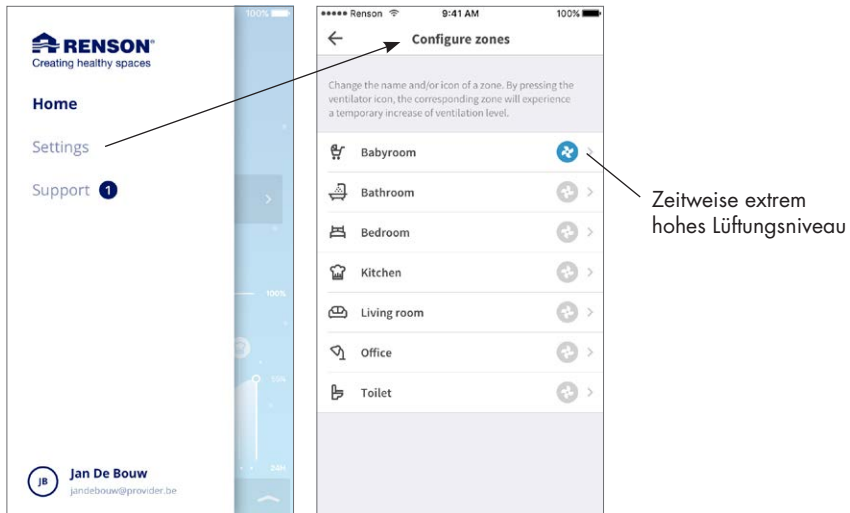 100%
RENSON®
Creating healthy spaces
Home
Settings
Support 1
100%
JB
Jan De Bouw
jandebouw@provider.be
24H
Renson 9:41 AM 100%
Configure zones
Change the name and/or icon of a zone. By pressing the
ventilator icon, the corresponding zone will experience
a temporary increase of ventilation level.
Babyroom
Bathroom
Bedroom
Kitchen
Living room
Office
Toilet
Zeitweise extrem
hohes Lüftungsniveau